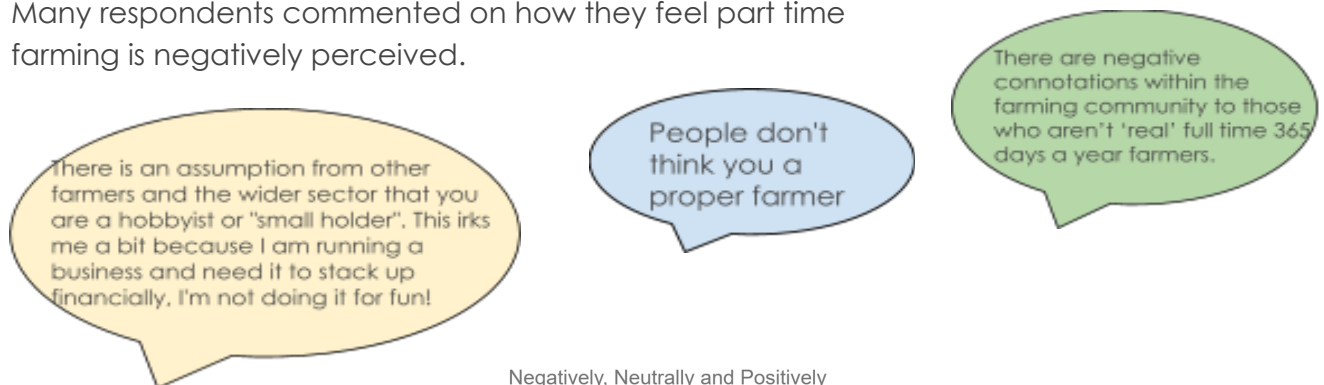 Many respondents commented on how they feel part time
farming is negatively perceived.
There is an assumption from other
farmers and the wider sector that you
are a hobbyist or "small holder". This irks
me a bit because I am running a
business and need it to stack up
financially, I'm not doing it for fun!
People don't
think you a
proper farmer
There are negative
connotations within the
farming community to those
who aren't 'real' full time 365
days a year farmers.
Negatively, Neutrally and Positively